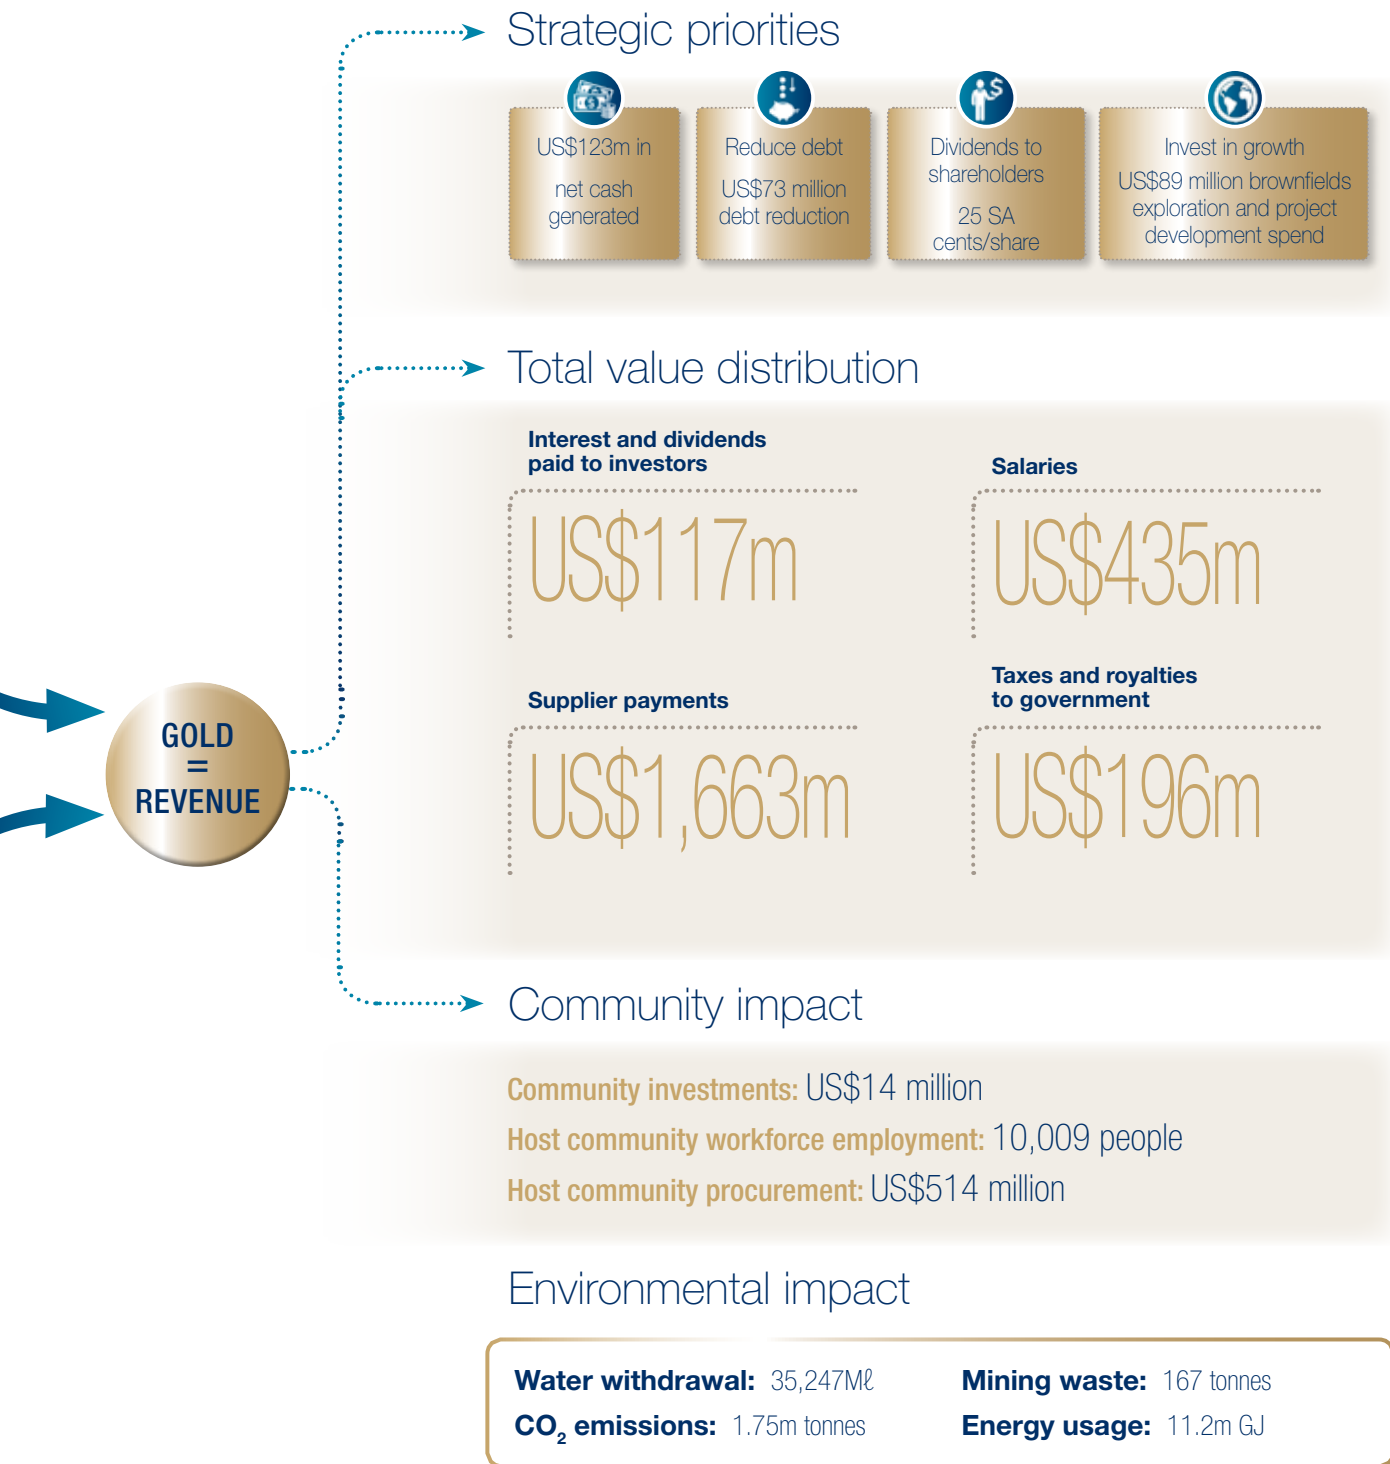 Strategic priorities
US$123m in
net cash
generated
Reduce debt
US$73 million
debt reduction
Dividends to
shareholders
25 SA
cents/share
Invest in growth
US$89 million brownfields
exploration and project
development spend
Total value distribution
Interest and dividends
paid to investors
US$117m
Salaries
US$435m
Supplier payments
US$1,663m
Taxes and royalties
to government
US$196m
GOLD
=
REVENUE
Community impact
Community investments: US$14 million
Host community workforce employment: 10,009 people
Host community procurement: US$514 million
Environmental impact
Water withdrawal: 35,247Mℓ
Mining waste: 167 tonnes
CO₂ emissions: 1.75m tonnes
Energy usage: 11.2m GJ